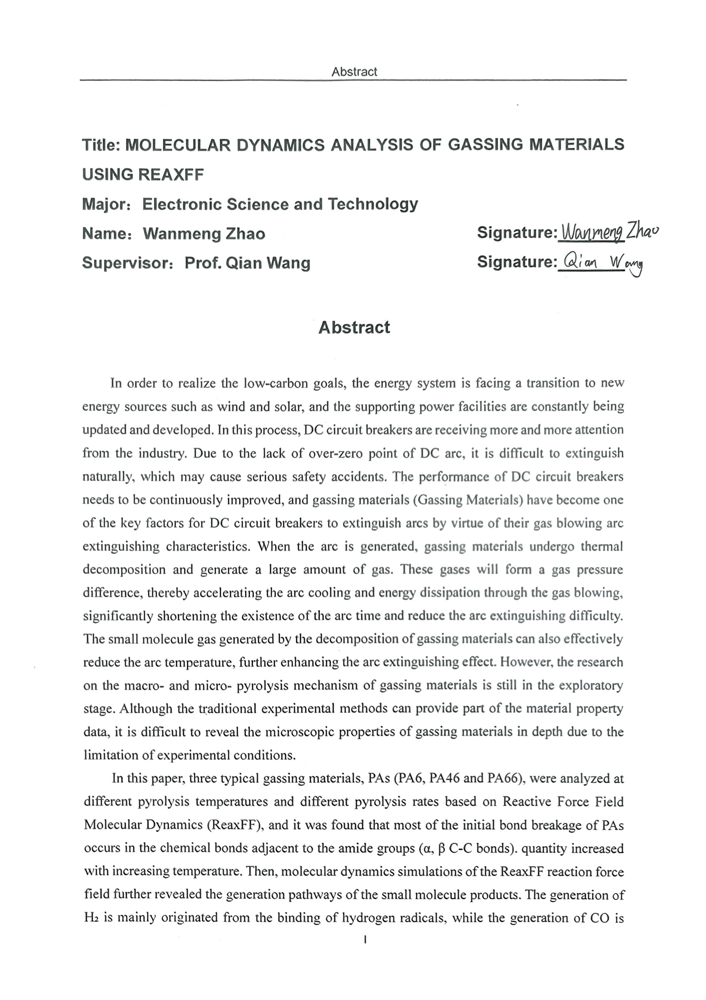 Abstract
Title: MOLECULAR DYNAMICS ANALYSIS OF GASSING MATERIALS
USING REAXFF
Major： Electronic Science and Technology
Name： Wanmeng Zhao Signature: Wanmeng Zhao
Supervisor： Prof. Qian Wang Signature: Qian Wang
Abstract
In order to realize the low-carbon goals, the energy system is facing a transition to new
energy sources such as wind and solar, and the supporting power facilities are constantly being
updated and developed. In this process, DC circuit breakers are receiving more and more attention
from the industry. Due to the lack of over-zero point of DC arc, it is difficult to extinguish
naturally, which may cause serious safety accidents. The performance of DC circuit breakers
needs to be continuously improved, and gassing materials (Gassing Materials) have become one
of the key factors for DC circuit breakers to extinguish arcs by virtue of their gas blowing arc
extinguishing characteristics. When the arc is generated, gassing materials undergo thermal
decomposition and generate a large amount of gas. These gases will form a gas pressure
difference, thereby accelerating the arc cooling and energy dissipation through the gas blowing,
significantly shortening the existence of the arc time and reduce the arc extinguishing difficulty.
The small molecule gas generated by the decomposition of gassing materials can also effectively
reduce the arc temperature, further enhancing the arc extinguishing effect. However, the research
on the macro- and micro- pyrolysis mechanism of gassing materials is still in the exploratory
stage. Although the traditional experimental methods can provide part of the material property
data, it is difficult to reveal the microscopic properties of gassing materials in depth due to the
limitation of experimental conditions.
In this paper, three typical gassing materials, PAs (PA6, PA46 and PA66), were analyzed at
different pyrolysis temperatures and different pyrolysis rates based on Reactive Force Field
Molecular Dynamics (ReaxFF), and it was found that most of the initial bond breakage of PAs
occurs in the chemical bonds adjacent to the amide groups (α, β C-C bonds). quantity increased
with increasing temperature. Then, molecular dynamics simulations of the ReaxFF reaction force
field further revealed the generation pathways of the small molecule products. The generation of
H₂ is mainly originated from the binding of hydrogen radicals, while the generation of CO is
I